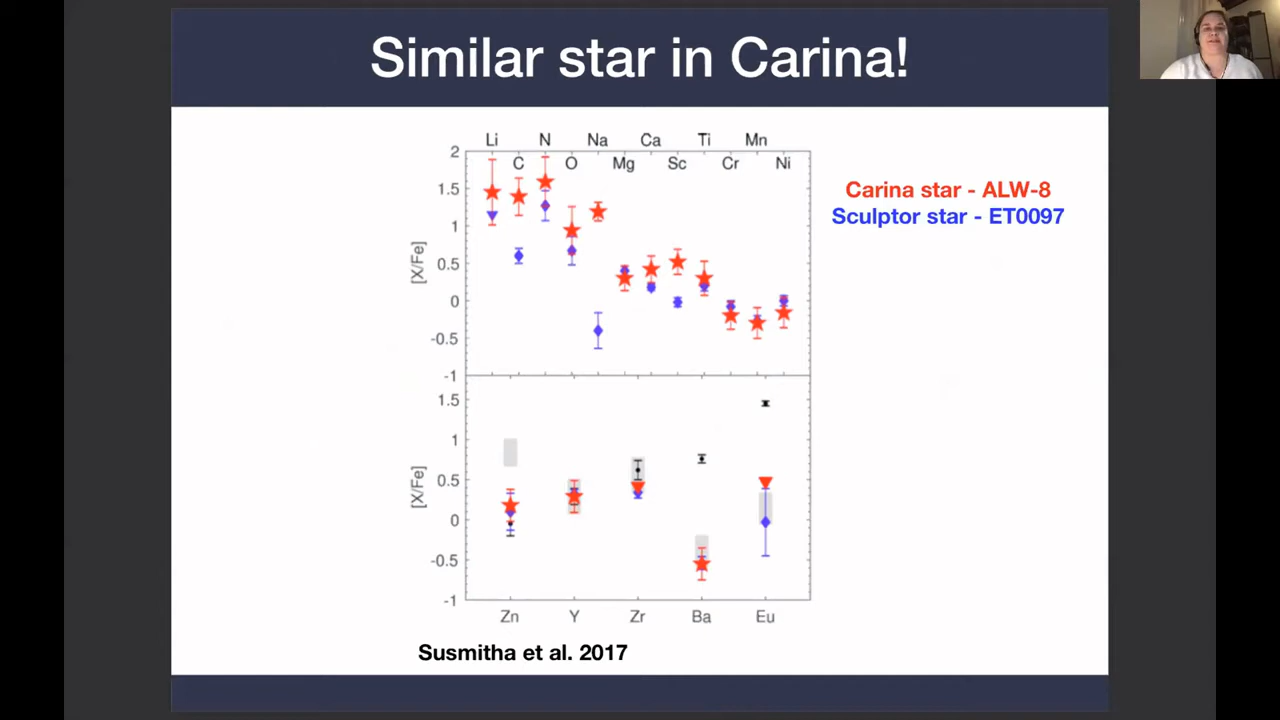 Similar star in Carina!
Li N Na Ca Ti Mn
C O Mg Sc Cr Ni
2
1.5
1
0.5
0
-0.5
-1
[X/Fe]
Carina star - ALW-8
Sculptor star - ET0097
1.5
1
0.5
0
-0.5
-1
[X/Fe]
Zn Y Zr Ba Eu
Susmitha et al. 2017